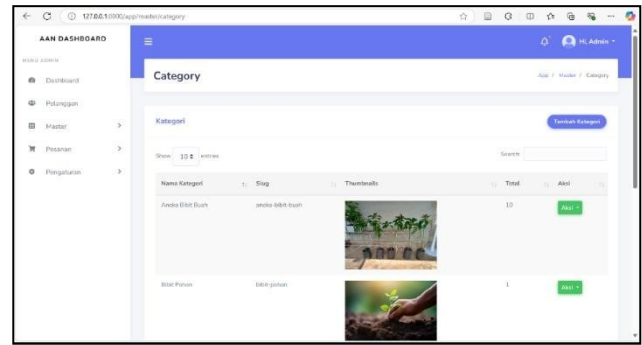 127.0.0.1:8000/app/master/category
AAN DASHBOARD
Hi, Admin
MENU ADMIN
Dashboard
Category
App / Master / Category
Pelanggan
Master
Kategori
Tambah Kategori
Pesanan
Show 10 entries
Search:
Pengaturan
Nama Kategori Slug Thumbnails Total Aksi
Aneka Bibit Buah aneka-bibit-buah 10 Aksi
Bibit Pohon bibit-pohon 1 Aksi